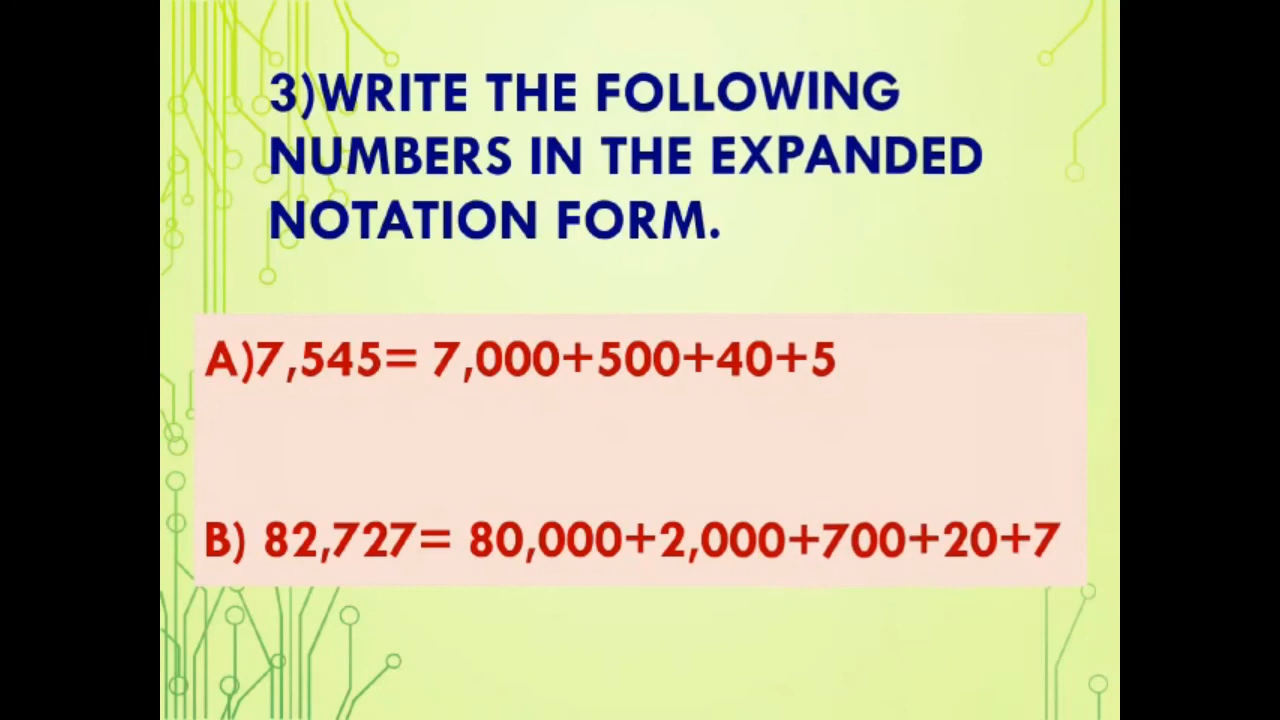 3)WRITE THE FOLLOWING
NUMBERS IN THE EXPANDED
NOTATION FORM.
A)7,545= 7,000+500+40+5
B) 82,727= 80,000+2,000+700+20+7